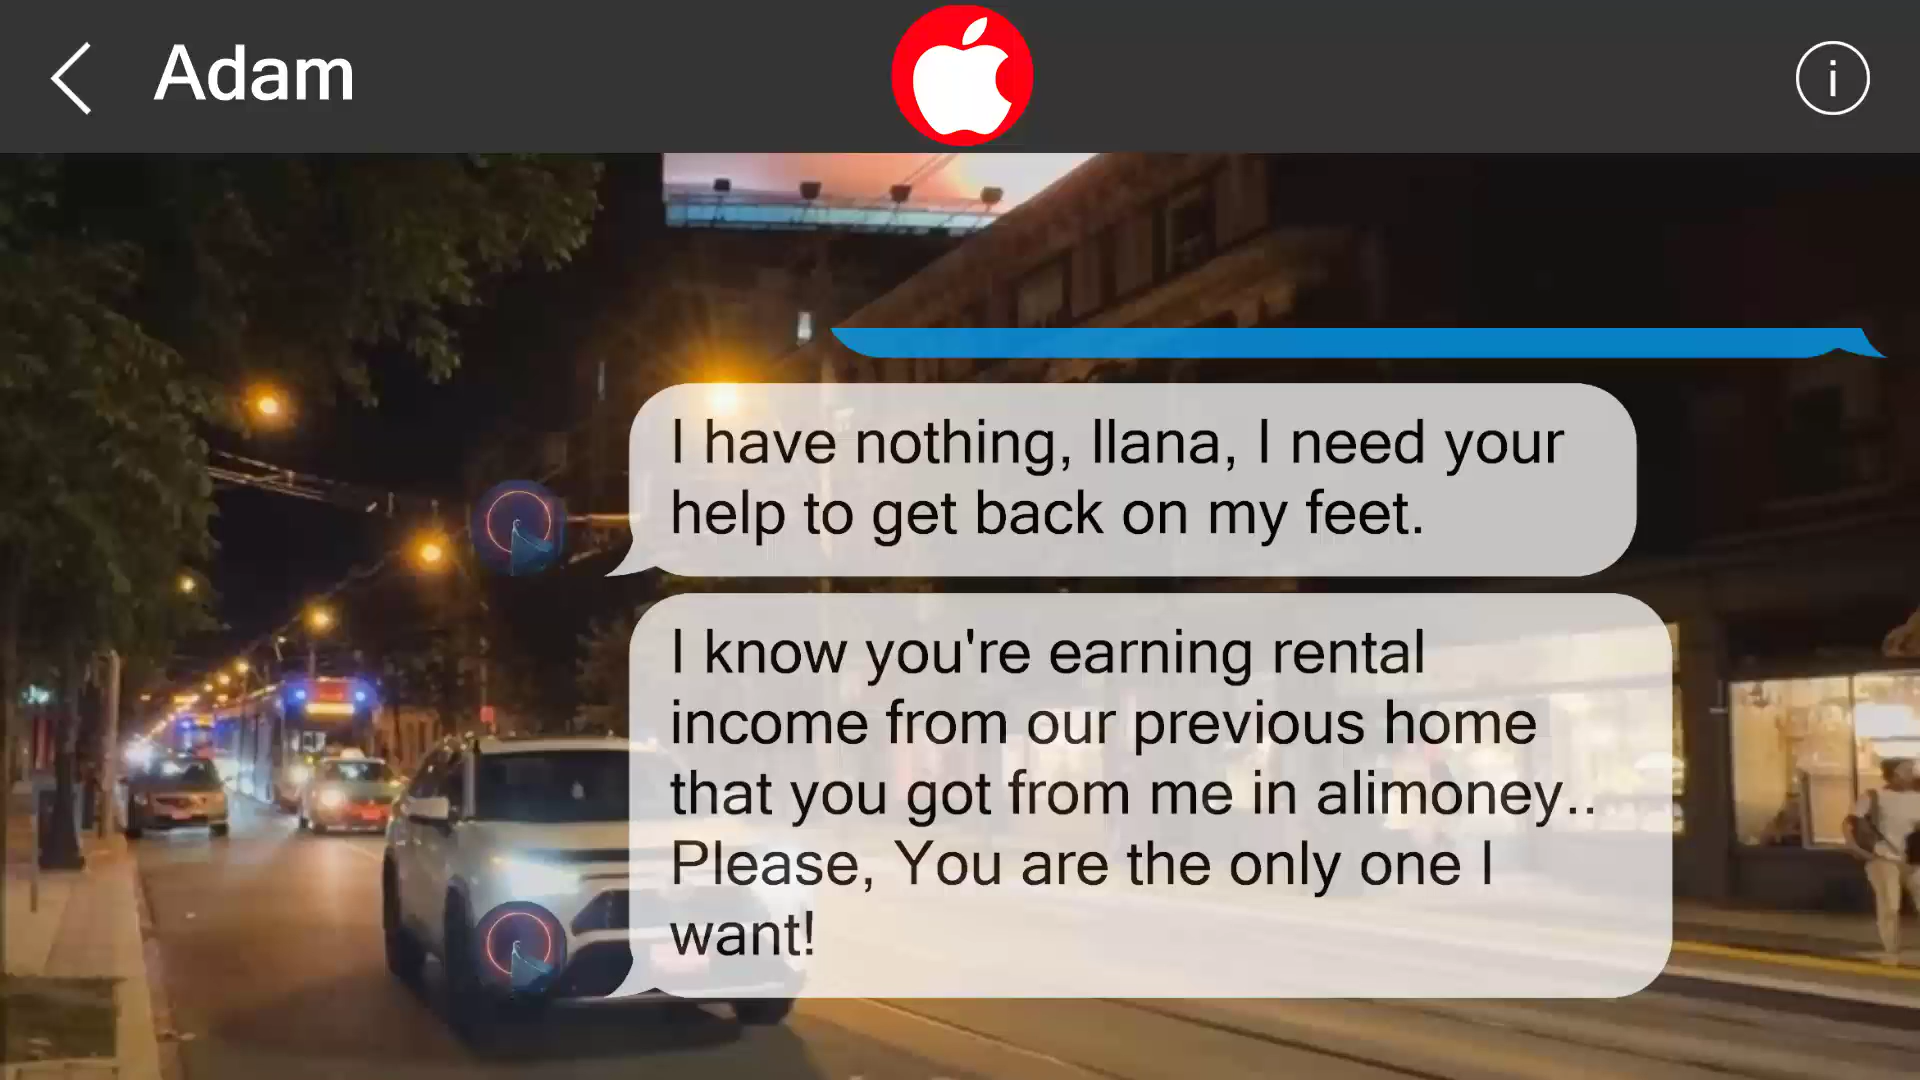 Adam
I have nothing, Ilana, I need your
help to get back on my feet.
I know you're earning rental
income from our previous home
that you got from me in alimoney..
Please, You are the only one I
want!